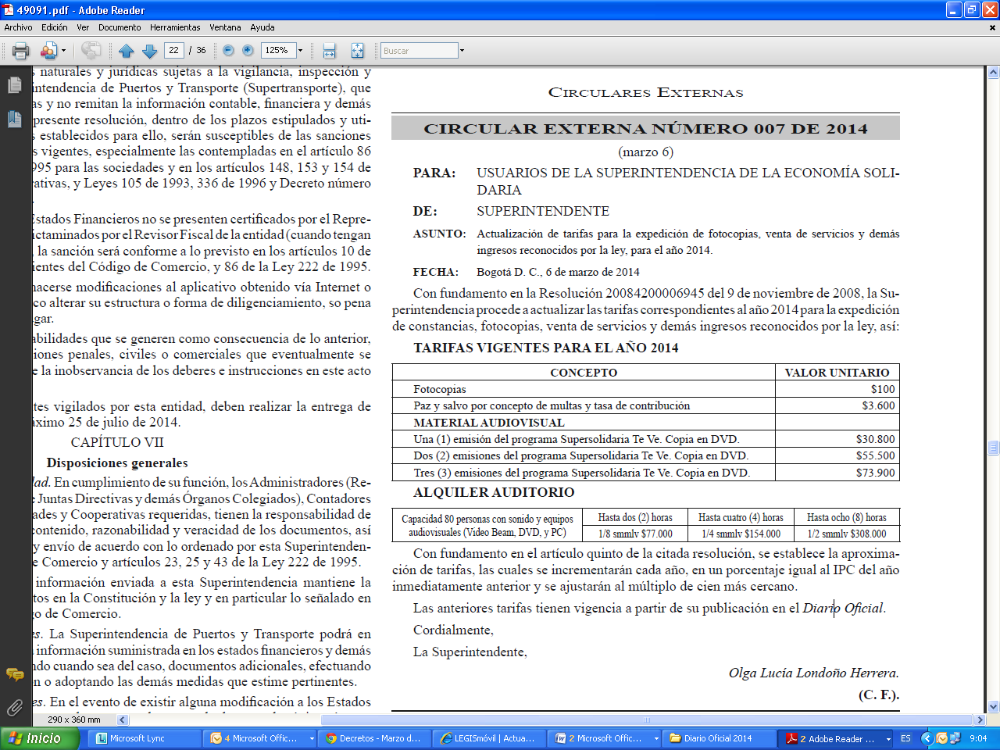 49091.pdf - Adobe Reader
Archivo Edición Ver Documento Herramientas Ventana Ayuda
22 / 36 125% Buscar
s naturales y jurídicas sujetas a la vigilancia, inspección y
intendencia de Puertos y Transporte (Supertransporte), que
as y no remitan la información contable, financiera y demás
presente resolución, dentro de los plazos estipulados y uti-
s establecidos para ello, serán susceptibles de las sanciones
s vigentes, especialmente las contempladas en el artículo 86
995 para las sociedades y en los artículos 148, 153 y 154 de
rativas, y Leyes 105 de 1993, 336 de 1996 y Decreto número
.
Estados Financieros no se presenten certificados por el Repre-
ictaminados por el Revisor Fiscal de la entidad (cuando tengan
, la sanción será conforme a lo previsto en los artículos 10 de
ientes del Código de Comercio, y 86 de la Ley 222 de 1995.
hacerse modificaciones al aplicativo obtenido vía Internet o
co alterar su estructura o forma de diligenciamiento, so pena
gar.
abilidades que se generen como consecuencia de lo anterior,
iones penales, civiles o comerciales que eventualmente se
e la inobservancia de los deberes e instrucciones en este acto
tes vigilados por esta entidad, deben realizar la entrega de
áximo 25 de julio de 2014.
CAPÍTULO VII
Disposiciones generales
dad. En cumplimiento de su función, los Administradores (Re-
e Juntas Directivas y demás Órganos Colegiados), Contadores
dades y Cooperativas requeridas, tienen la responsabilidad de
contenido, razonabilidad y veracidad de los documentos, así
y envío de acuerdo con lo ordenado por esta Superintenden-
e Comercio y artículos 23, 25 y 43 de la Ley 222 de 1995.
información enviada a esta Superintendencia mantiene la
tos en la Constitución y la ley y en particular lo señalado en
go de Comercio.
es. La Superintendencia de Puertos y Transporte podrá en
a información suministrada en los estados financieros y demás
ndo cuando sea del caso, documentos adicionales, efectuando
n o adoptando las demás medidas que estime pertinentes.
es. En el evento de existir alguna modificación a los Estados
CIRCULARES EXTERNAS
CIRCULAR EXTERNA NÚMERO 007 DE 2014
(marzo 6)
PARA: USUARIOS DE LA SUPERINTENDENCIA DE LA ECONOMÍA SOLI-
DARIA
DE: SUPERINTENDENTE
ASUNTO: Actualización de tarifas para la expedición de fotocopias, venta de servicios y demás
ingresos reconocidos por la ley, para el año 2014.
FECHA: Bogotá D. C., 6 de marzo de 2014
Con fundamento en la Resolución 20084200006945 del 9 de noviembre de 2008, la Su-
perintendencia procede a actualizar las tarifas correspondientes al año 2014 para la expedición
de constancias, fotocopias, venta de servicios y demás ingresos reconocidos por la ley, así:
TARIFAS VIGENTES PARA EL AÑO 2014
CONCEPTO VALOR UNITARIO
Fotocopias $100
Paz y salvo por concepto de multas y tasa de contribución $3.600
MATERIAL AUDIOVISUAL
Una (1) emisión del programa Supersolidaria Te Ve. Copia en DVD. $30.800
Dos (2) emisiones del programa Supersolidaria Te Ve. Copia en DVD. $55.500
Tres (3) emisiones del programa Supersolidaria Te Ve. Copia en DVD. $73.900
ALQUILER AUDITORIO
Capacidad 80 personas con sonido y equipos Hasta dos (2) horas Hasta cuatro (4) horas Hasta ocho (8) horas
audiovisuales (Video Beam, DVD, y PC) 1/8 smmlv $77.000 1/4 smmlv $154.000 1/2 smmlv $308.000
Con fundamento en el artículo quinto de la citada resolución, se establece la aproxima-
ción de tarifas, las cuales se incrementarán cada año, en un porcentaje igual al IPC del año
inmediatamente anterior y se ajustarán al múltiplo de cien más cercano.
Las anteriores tarifas tienen vigencia a partir de su publicación en el Diario Oficial.
Cordialmente,
La Superintendente,
Olga Lucía Londoño Herrera.
(C. F.).
290 x 360 mm
Inicio Microsoft Lync 4 Microsoft Offic... Decretos - Marzo d... LEGISmóvil | Actua... 2 Microsoft Offic... Diario Oficial 2014 2 Adobe Reader ... ES 9:04